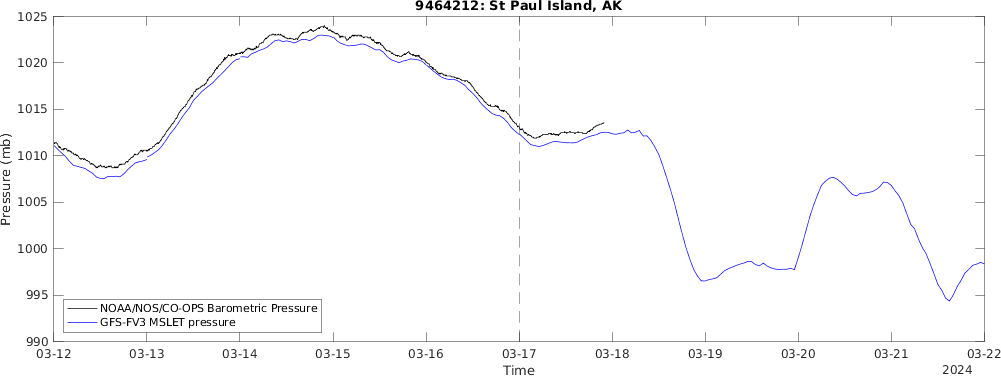 9464212: St Paul Island, AK
1025
1020
1015
1010
1005
1000
995
990
Pressure (mb)
NOAA/NOS/CO-OPS Barometric Pressure
GFS-FV3 MSLET pressure
03-12 03-13 03-14 03-15 03-16 03-17 03-18 03-19 03-20 03-21 03-22
Time
2024